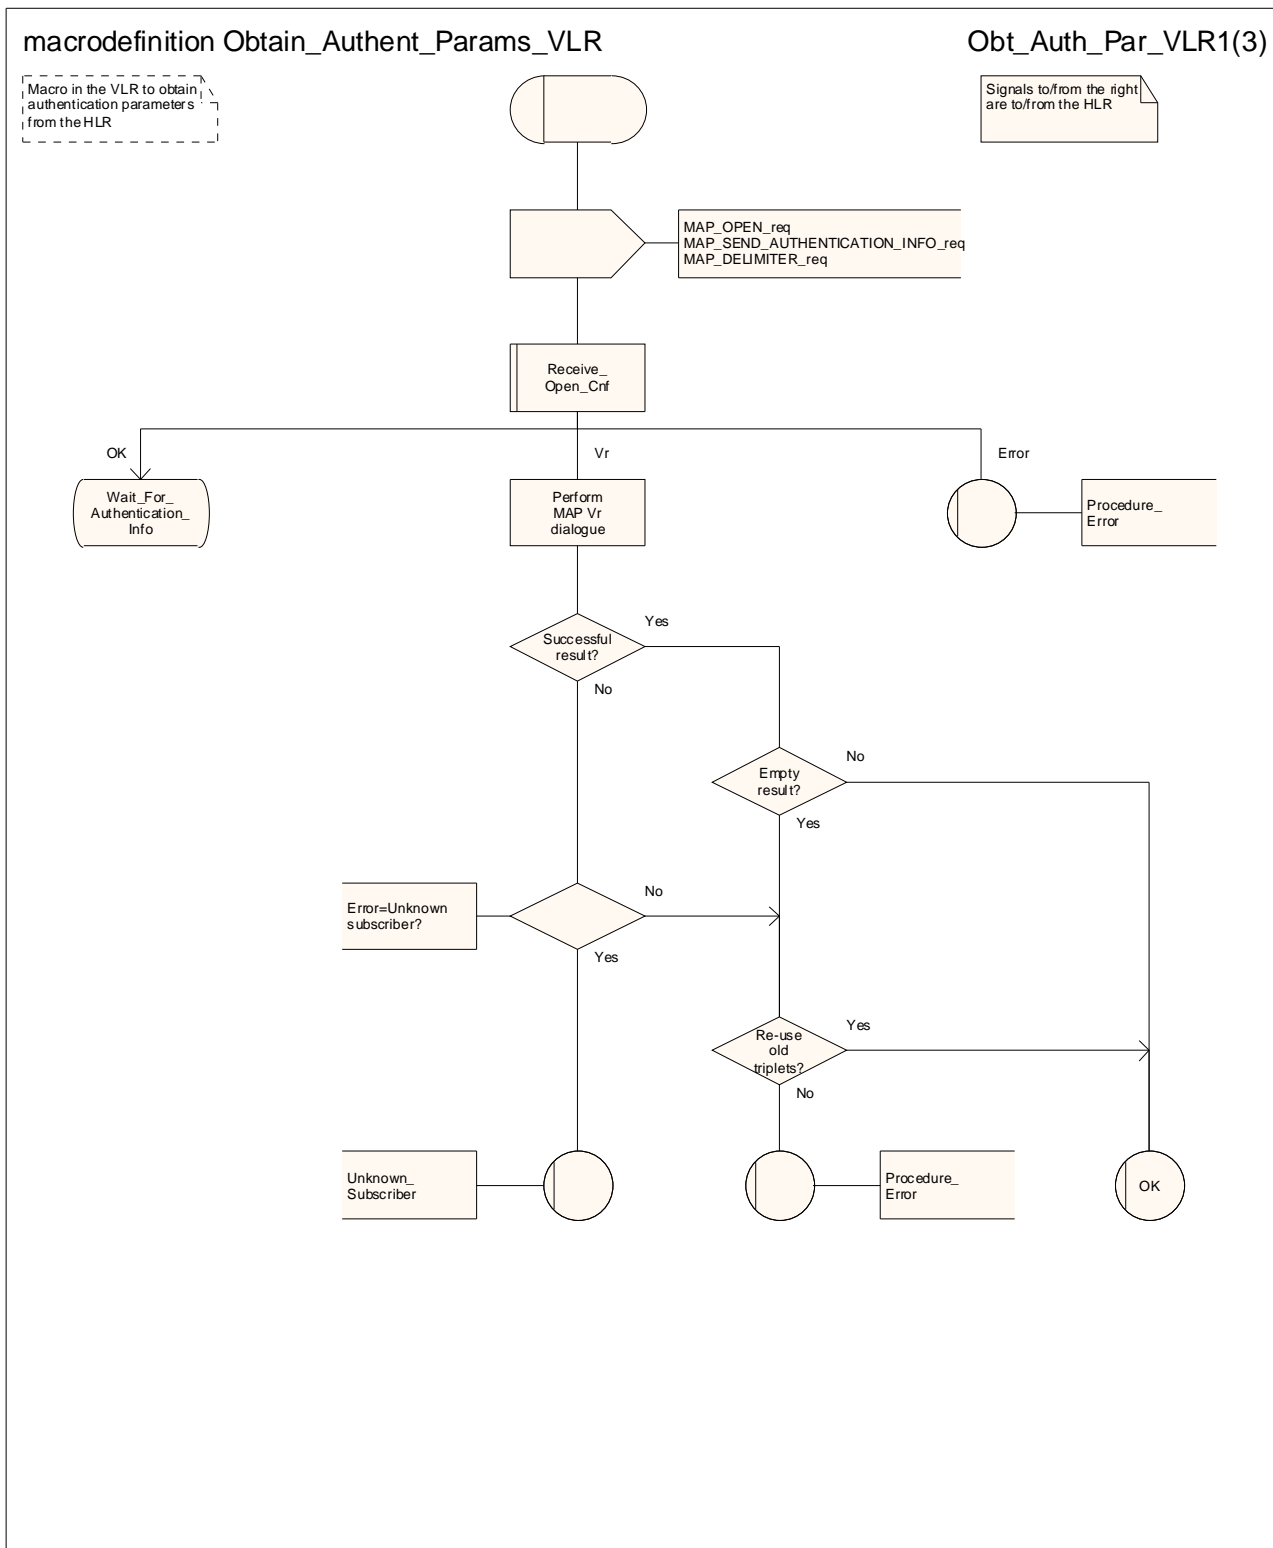 macrodefinition Obtain_Authent_Params_VLR
Obt_Auth_Par_VLR1(3)
Macro in the VLR to obtain
authentication parameters
from the HLR
Signals to/from the right
are to/from the HLR
MAP_OPEN_req
MAP_SEND_AUTHENTICATION_INFO_req
MAP_DELIMITER_req
Receive_
Open_Cnf
OK
Vr
Error
Wait_For_
Authentication_
Info
Perform
MAP Vr
dialogue
Procedure_
Error
Successful
result?
Yes
No
Empty
result?
No
Yes
Error=Unknown
subscriber?
No
Yes
Re-use
old
triplets?
Yes
No
Unknown_
Subscriber
Procedure_
Error
OK